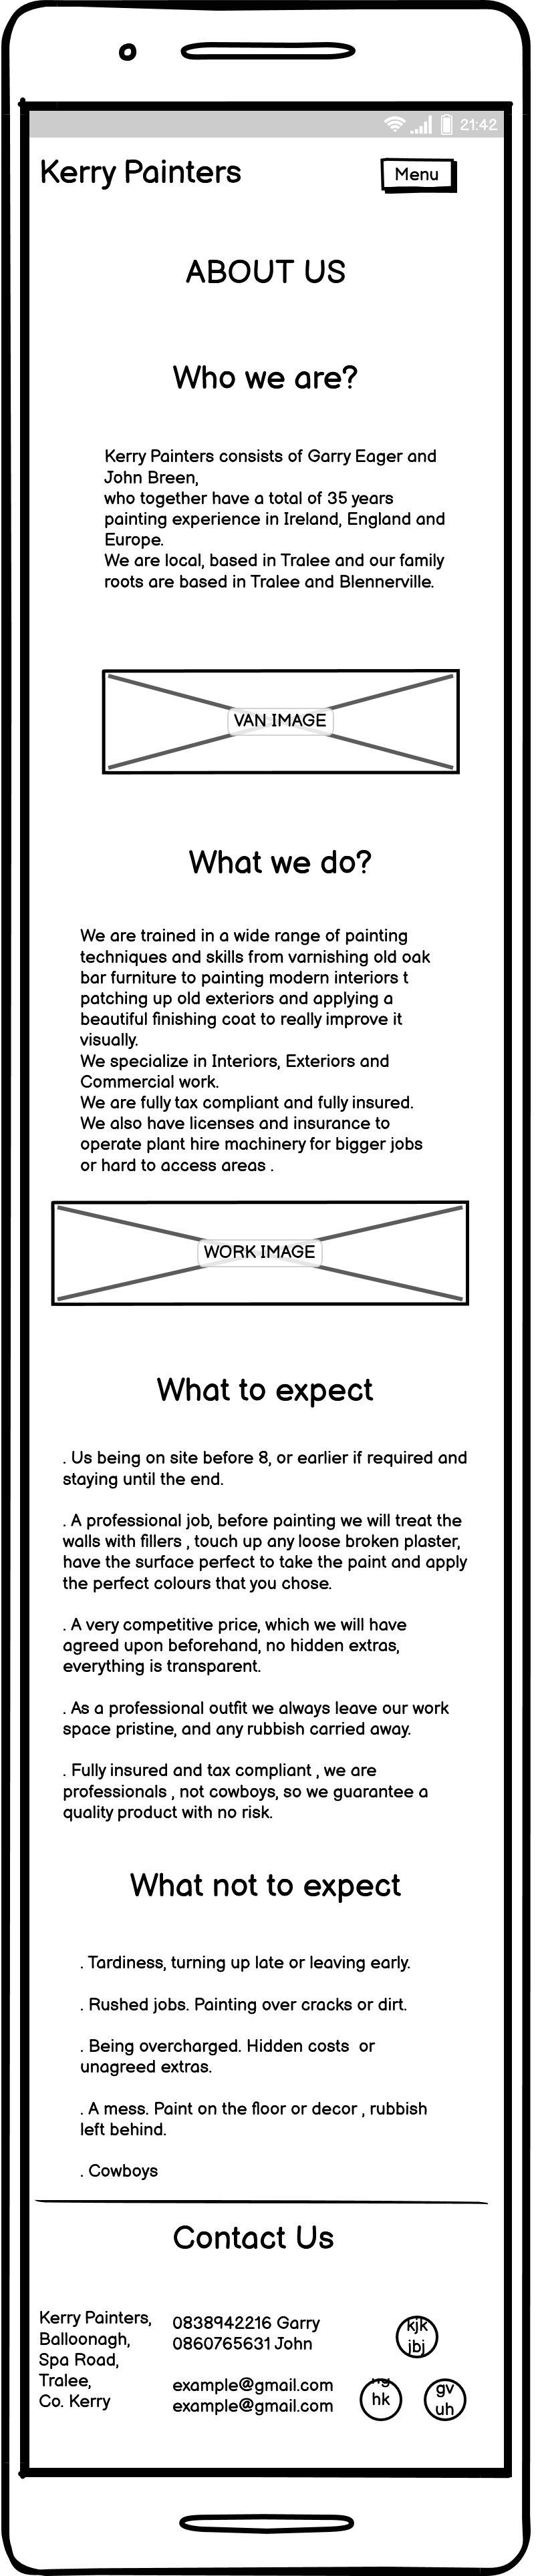 21:42
Kerry Painters
Menu
ABOUT US
Who we are?
Kerry Painters consists of Garry Eager and
John Breen,
who together have a total of 35 years
painting experience in Ireland, England and
Europe.
We are local, based in Tralee and our family
roots are based in Tralee and Blennerville.
VAN IMAGE
What we do?
We are trained in a wide range of painting
techniques and skills from varnishing old oak
bar furniture to painting modern interiors t
patching up old exteriors and applying a
beautiful finishing coat to really improve it
visually.
We specialize in Interiors, Exteriors and
Commercial work.
We are fully tax compliant and fully insured.
We also have licenses and insurance to
operate plant hire machinery for bigger jobs
or hard to access areas .
WORK IMAGE
What to expect
. Us being on site before 8, or earlier if required and
staying until the end.
. A professional job, before painting we will treat the
walls with fillers , touch up any loose broken plaster,
have the surface perfect to take the paint and apply
the perfect colours that you chose.
. A very competitive price, which we will have
agreed upon beforehand, no hidden extras,
everything is transparent.
. As a professional outfit we always leave our work
space pristine, and any rubbish carried away.
. Fully insured and tax compliant , we are
professionals , not cowboys, so we guarantee a
quality product with no risk.
What not to expect
. Tardiness, turning up late or leaving early.
. Rushed jobs. Painting over cracks or dirt.
. Being overcharged. Hidden costs  or
unagreed extras.
. A mess. Paint on the floor or decor , rubbish
left behind.
. Cowboys
Contact Us
Kerry Painters,
Balloonagh,
Spa Road,
Tralee,
Co. Kerry
0838942216 Garry
0860765631 John
example@gmail.com
example@gmail.com
kjk
jbj
hk
gv
uh